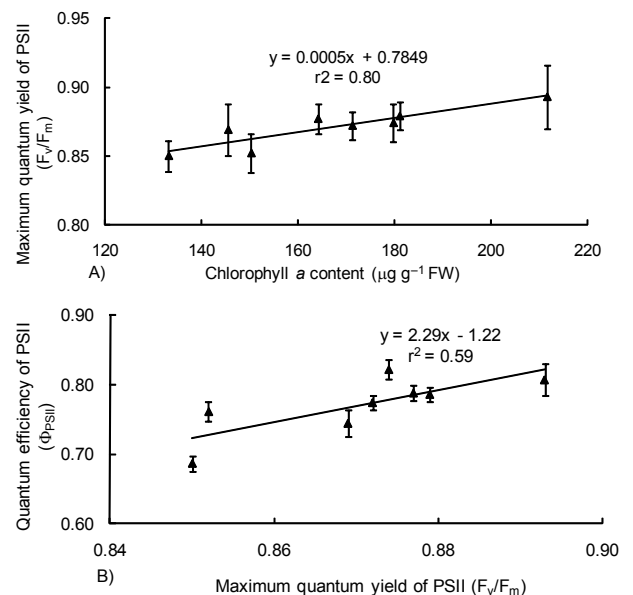 Maximum quantum yield of PSII
(Fᵥ/Fₘ)
0.95
0.90
0.85
0.80
y = 0.0005x + 0.7849
r2 = 0.80
120 140 160 180 200 220
A) Chlorophyll a content (µg g⁻¹ FW)
Quantum efficiency of PSII
(Φ_PSII)
0.90
0.80
0.70
0.60
y = 2.29x - 1.22
r² = 0.59
0.84 0.86 0.88 0.90
B) Maximum quantum yield of PSII (Fᵥ/Fₘ)